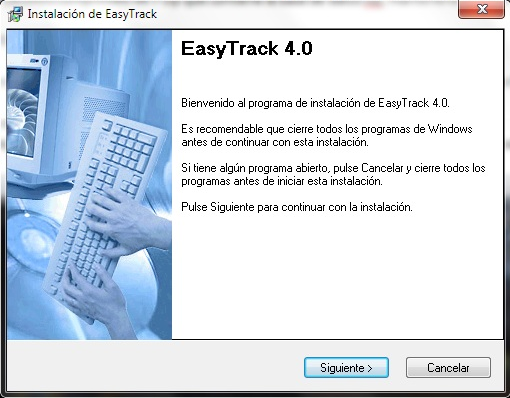 Instalación de EasyTrack
EasyTrack 4.0
Bienvenido al programa de instalación de EasyTrack 4.0.
Es recomendable que cierre todos los programas de Windows
antes de continuar con esta instalación.
Si tiene algún programa abierto, pulse Cancelar y cierre todos los
programas antes de iniciar esta instalación.
Pulse Siguiente para continuar con la instalación.
Siguiente >
Cancelar